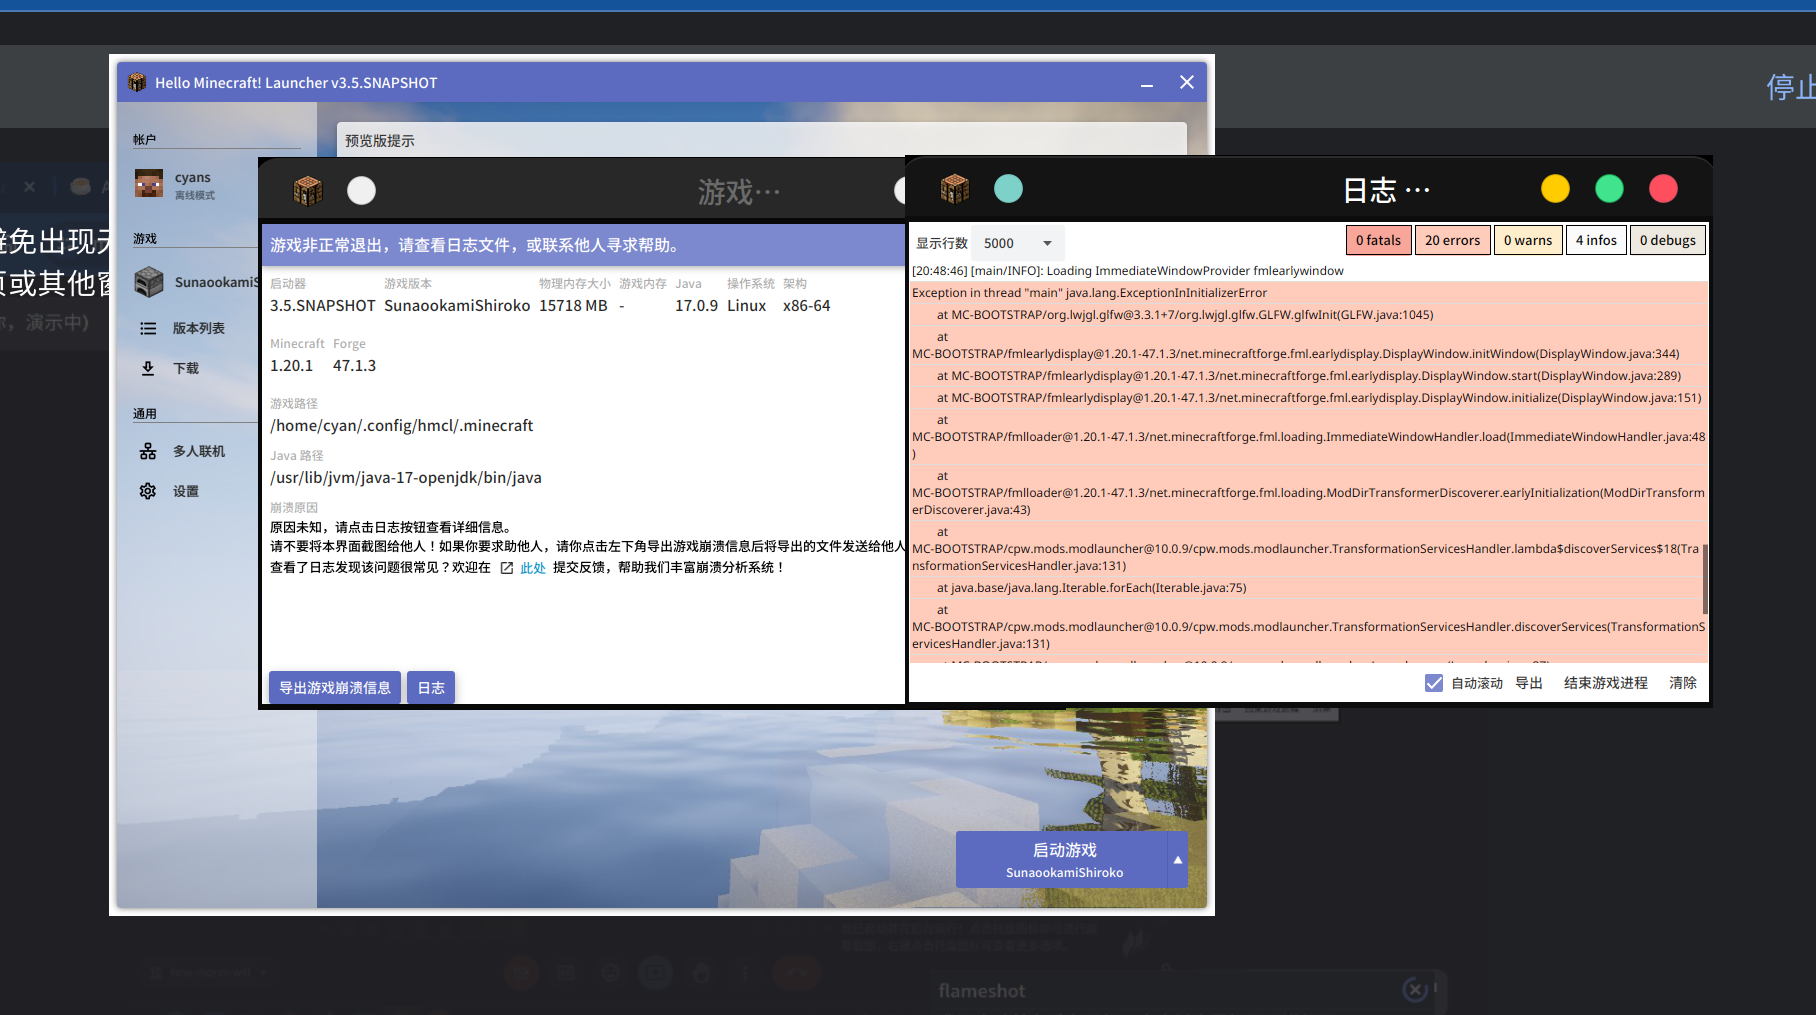 停止
Hello Minecraft! Launcher v3.5.SNAPSHOT
帐户
cyans
离线模式
游戏
SunaookamiS
版本列表
下载
通用
多人联机
设置
预览版提示
避免出现无
页或其他窗
你，演示中)
游戏…
游戏非正常退出，请查看日志文件，或联系他人寻求帮助。
启动器 游戏版本 物理内存大小 游戏内存 Java 操作系统 架构
3.5.SNAPSHOT SunaookamiShiroko 15718 MB - 17.0.9 Linux x86-64
Minecraft Forge
1.20.1 47.1.3
游戏路径
/home/cyan/.config/hmcl/.minecraft
Java 路径
/usr/lib/jvm/java-17-openjdk/bin/java
崩溃原因
原因未知，请点击日志按钮查看详细信息。
请不要将本界面截图给他人！如果你要求助他人，请你点击左下角导出游戏崩溃信息后将导出的文件发送给他人
查看了日志发现该问题很常见？欢迎在 此处 提交反馈，帮助我们丰富崩溃分析系统！
导出游戏崩溃信息 日志
日志 …
显示行数 5000 0 fatals 20 errors 0 warns 4 infos 0 debugs
[20:48:46] [main/INFO]: Loading ImmediateWindowProvider fmlearlywindow
Exception in thread "main" java.lang.ExceptionInInitializerError
at MC-BOOTSTRAP/org.lwjgl.glfw@3.3.1+7/org.lwjgl.glfw.GLFW.glfwInit(GLFW.java:1045)
at
MC-BOOTSTRAP/fmlearlydisplay@1.20.1-47.1.3/net.minecraftforge.fml.earlydisplay.DisplayWindow.initWindow(DisplayWindow.java:344)
at MC-BOOTSTRAP/fmlearlydisplay@1.20.1-47.1.3/net.minecraftforge.fml.earlydisplay.DisplayWindow.start(DisplayWindow.java:289)
at MC-BOOTSTRAP/fmlearlydisplay@1.20.1-47.1.3/net.minecraftforge.fml.earlydisplay.DisplayWindow.initialize(DisplayWindow.java:151)
at
MC-BOOTSTRAP/fmlloader@1.20.1-47.1.3/net.minecraftforge.fml.loading.ImmediateWindowHandler.load(ImmediateWindowHandler.java:48
)
at
MC-BOOTSTRAP/fmlloader@1.20.1-47.1.3/net.minecraftforge.fml.loading.ModDirTransformerDiscoverer.earlyInitialization(ModDirTransform
erDiscoverer.java:43)
at
MC-BOOTSTRAP/cpw.mods.modlauncher@10.0.9/cpw.mods.modlauncher.TransformationServicesHandler.lambda$discoverServices$18(Tra
nsformationServicesHandler.java:131)
at java.base/java.lang.Iterable.forEach(Iterable.java:75)
at
MC-BOOTSTRAP/cpw.mods.modlauncher@10.0.9/cpw.mods.modlauncher.TransformationServicesHandler.discoverServices(TransformationS
ervicesHandler.java:131)
自动滚动 导出 结束游戏进程 清除
启动游戏
SunaookamiShiroko
flameshot